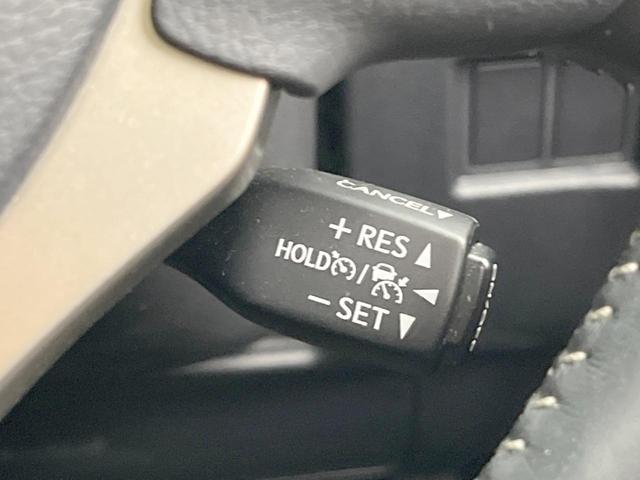 CANCEL▼
+ RES ▲
HOLD / ◀
− SET ▼